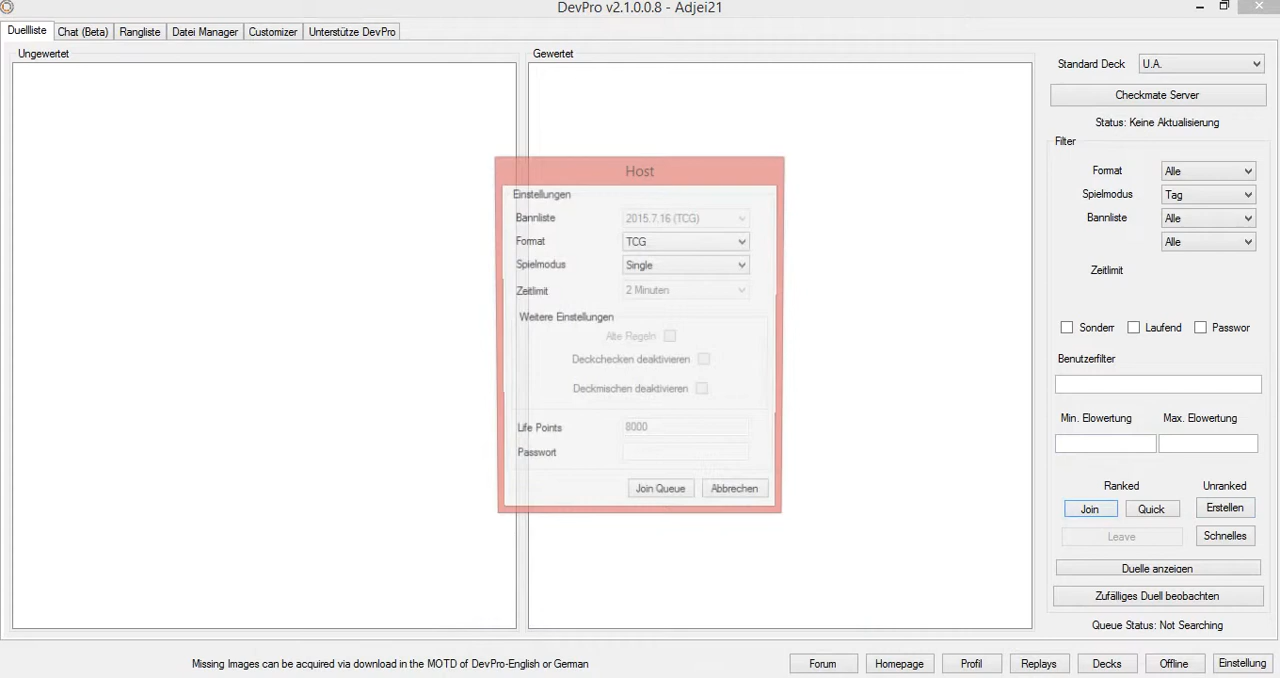 DevPro v2.1.0.0.8 - Adjei21
Duellliste Chat (Beta) Rangliste Datei Manager Customizer Unterstütze DevPro
Ungewertet
Gewertet
Standard Deck U.A.
Checkmate Server
Status: Keine Aktualisierung
Filter
Format Alle
Spielmodus Tag
Bannliste Alle
Alle
Zeitlimit
Sonderr Laufend Passwor
Benutzerfilter
Min. Elowertung Max. Elowertung
Ranked Unranked
Join Quick Erstellen
Leave Schnelles
Duelle anzeigen
Zufälliges Duell beobachten
Queue Status: Not Searching
Host
Einstellungen
Bannliste 2015.7.16 (TCG)
Format TCG
Spielmodus Single
Zeitlimit 2 Minuten
Weitere Einstellungen
Alte Regeln
Deckchecken deaktivieren
Deckmischen deaktivieren
Life Points 8000
Passwort
Join Queue Abbrechen
Missing Images can be acquired via download in the MOTD of DevPro-English or German
Forum Homepage Profil Replays Decks Offline Einstellung